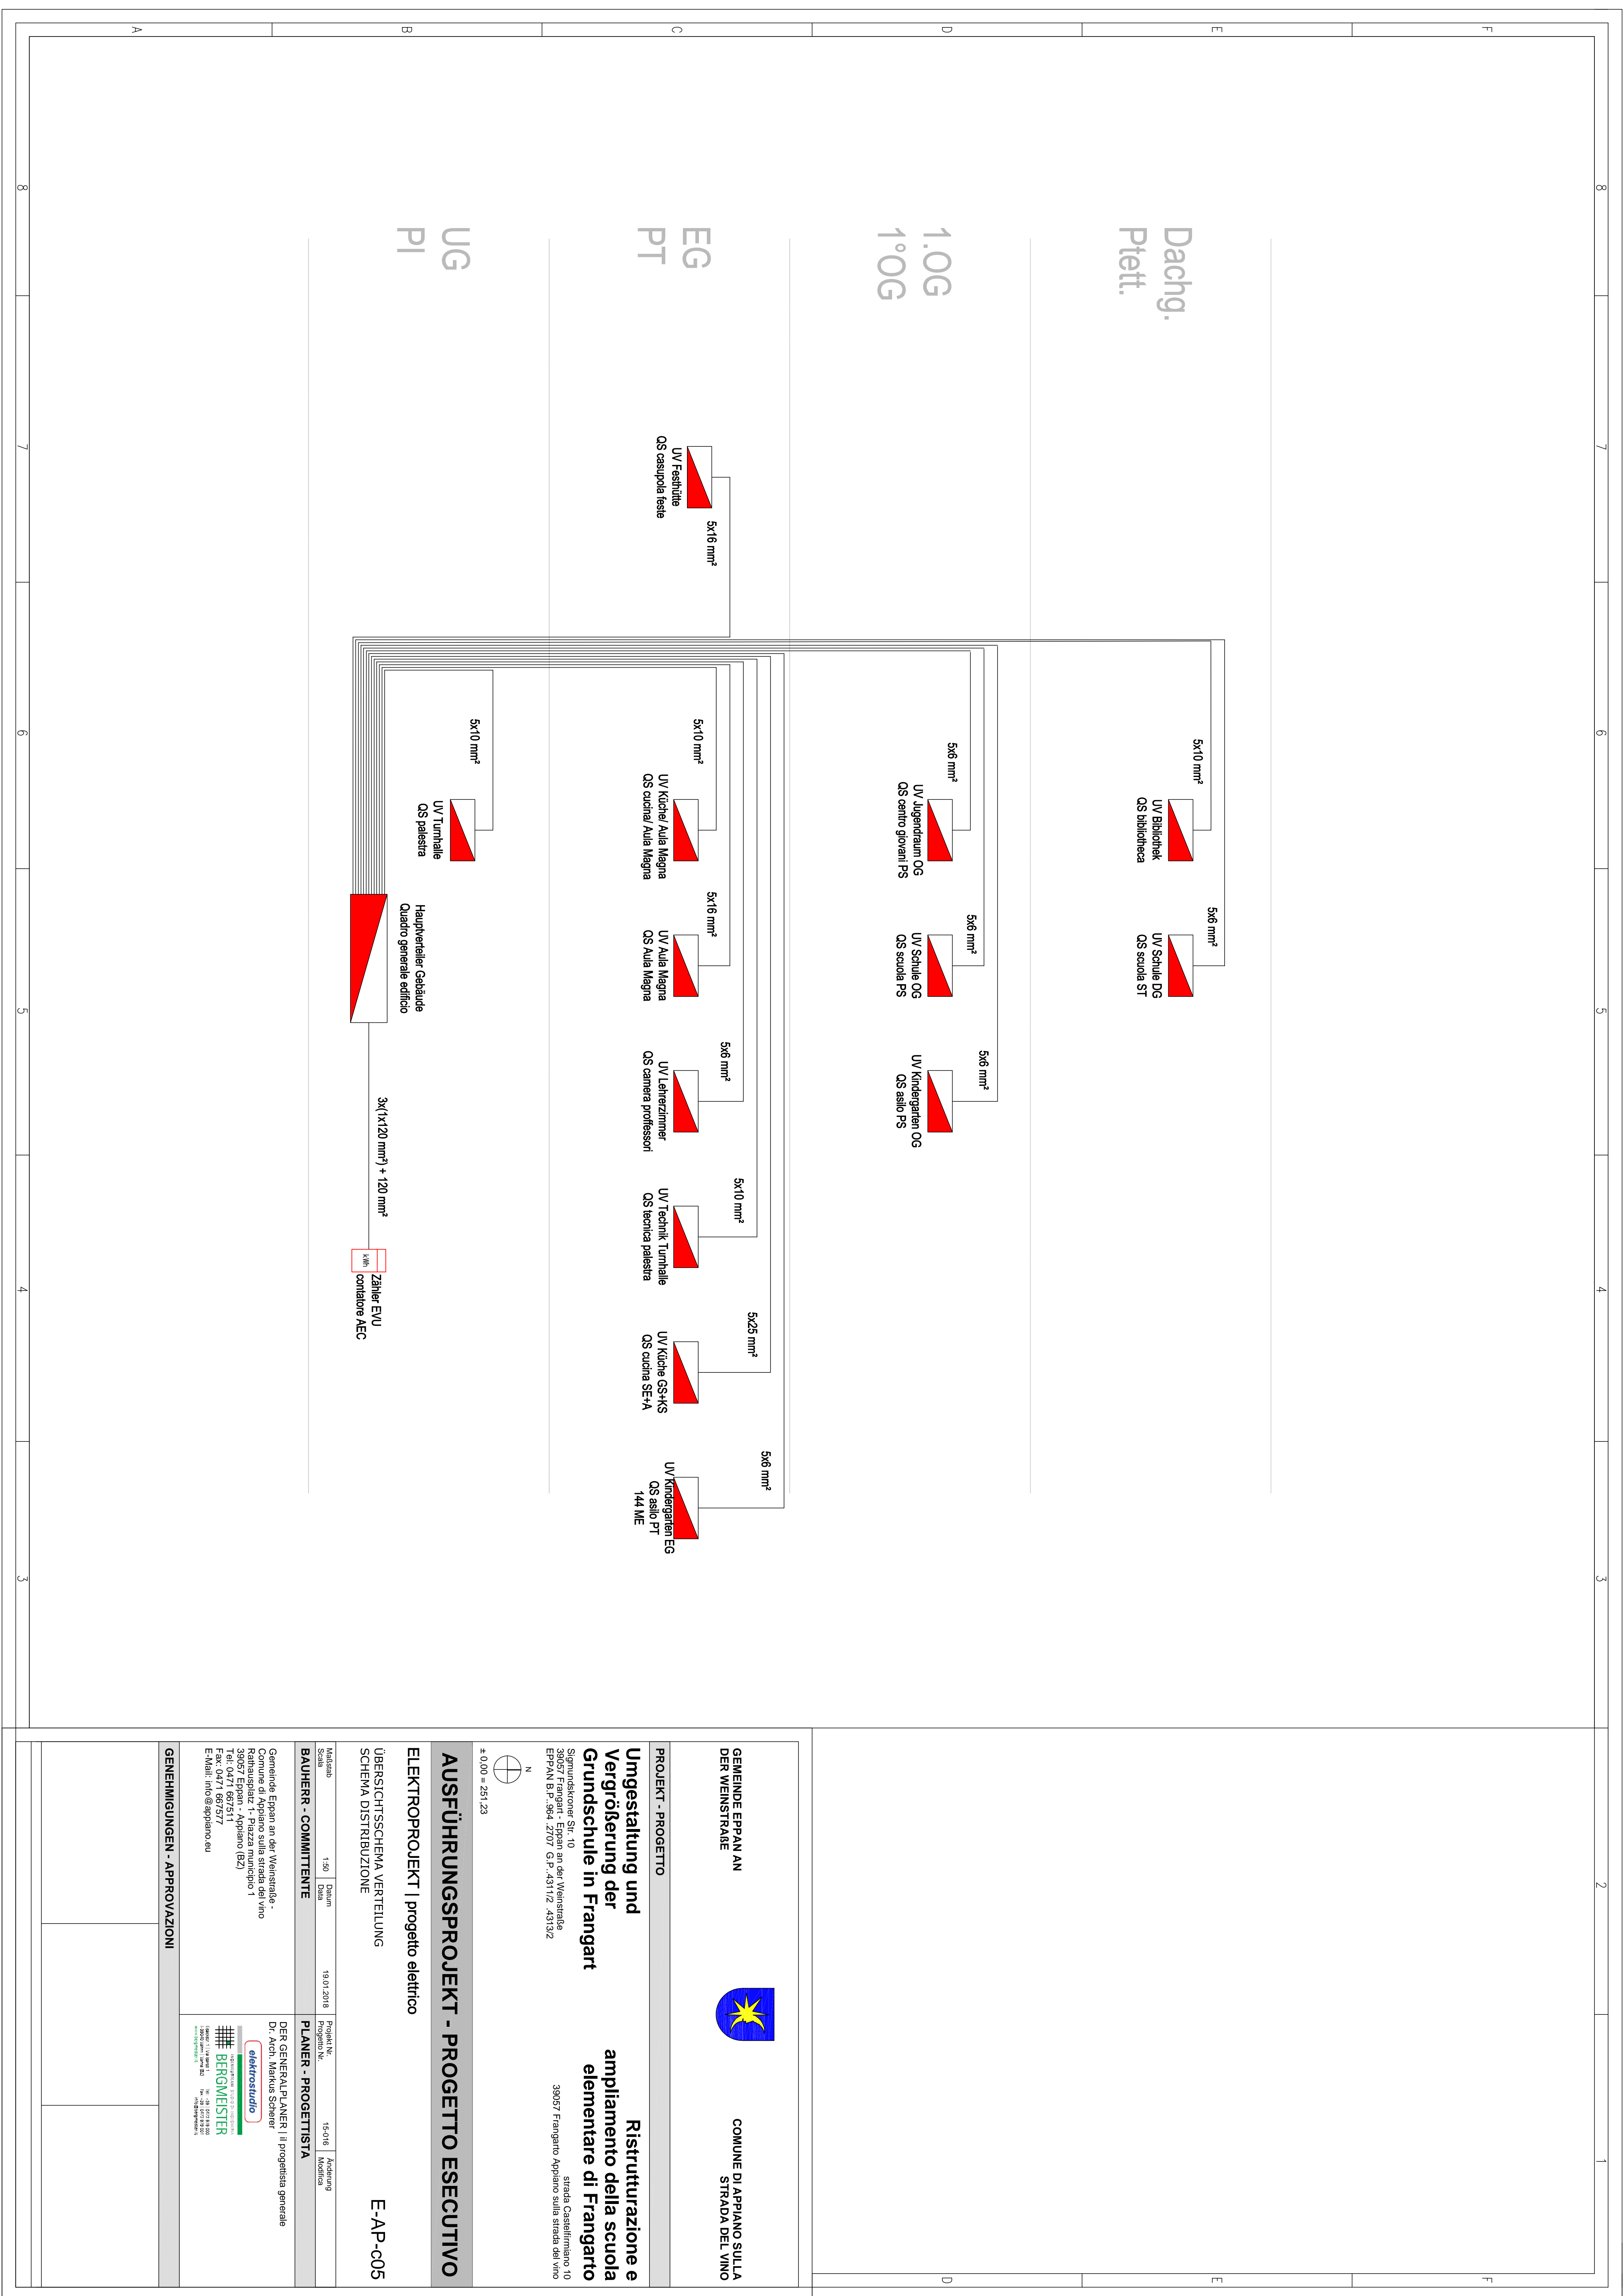 8
7
6
5
4
3
2
1
F
E
D
C
B
A
Dachg.
Ptett.
1.OG
1°OG
EG
PT
UG
PI
5x10 mm²
UV Bibliothek
QS bibliotheca
5x6 mm²
UV Schule DG
QS scuola ST
5x6 mm²
UV Jugendraum OG
QS centro giovani PS
5x6 mm²
UV Schule OG
QS scuola PS
5x6 mm²
UV Kindergarten OG
QS asilo PS
UV Festhütte
QS casupola feste
5x16 mm²
5x10 mm²
UV Küche/ Aula Magna
QS cucina/ Aula Magna
5x16 mm²
UV Aula Magna
QS Aula Magna
5x6 mm²
UV Lehrerzimmer
QS camera proffessori
5x10 mm²
UV Technik Turnhalle
QS tecnica palestra
5x25 mm²
UV Küche GS+KS
QS cucina SE+A
5x6 mm²
UV Kindergarten EG
QS asilo PT
144 ME
5x10 mm²
UV Turnhalle
QS palestra
Hauptverteiler Gebäude
Quadro generale edificio
3x(1x120 mm²) + 120 mm²
kWh
Zähler EVU
contatore AEC
F
E
D
8
7
6
5
4
3
GEMEINDE EPPAN AN
DER WEINSTRAßE
COMUNE DI APPIANO SULLA
STRADA DEL VINO
PROJEKT - PROGETTO
Umgestaltung und
Vergrößerung der
Grundschule in Frangart
Sigmundskroner Str. 10
39057 Frangart - Eppan an der Weinstraße
EPPAN B.P..964 .2707 G.P..4311/2 .4313/2
Ristrutturazione e
ampliamento della scuola
elementare di Frangarto
strada Castelfirmiano 10
39057 Frangarto Appiano sulla strada del vino
N
± 0,00 = 251,23
AUSFÜHRUNGSPROJEKT - PROGETTO ESECUTIVO
ELEKTROPROJEKT | progetto elettrico
ÜBERSICHTSSCHEMA VERTEILUNG
SCHEMA DISTRIBUZIONE
E-AP-c05
Maßstab
Scala
1:50
Datum
Data
19.01.2018
Projekt Nr.
Progetto Nr.
15-016
Änderung
Modifica
BAUHERR - COMMITTENTE
PLANER - PROGETTISTA
Gemeinde Eppan an der Weinstraße -
Comune di Appiano sulla strada del vino
Rathausplatz 1- Piazza municipio 1
39057 Eppan - Appiano (BZ)
Tel: 0471 667511
Fax: 0471 667577
E-Mail: info@appiano.eu
DER GENERALPLANER | il progettista generale
Dr. Arch. Markus Scherer
elektrostudio
BERGMEISTER
GENEHMIGUNGEN - APPROVAZIONI